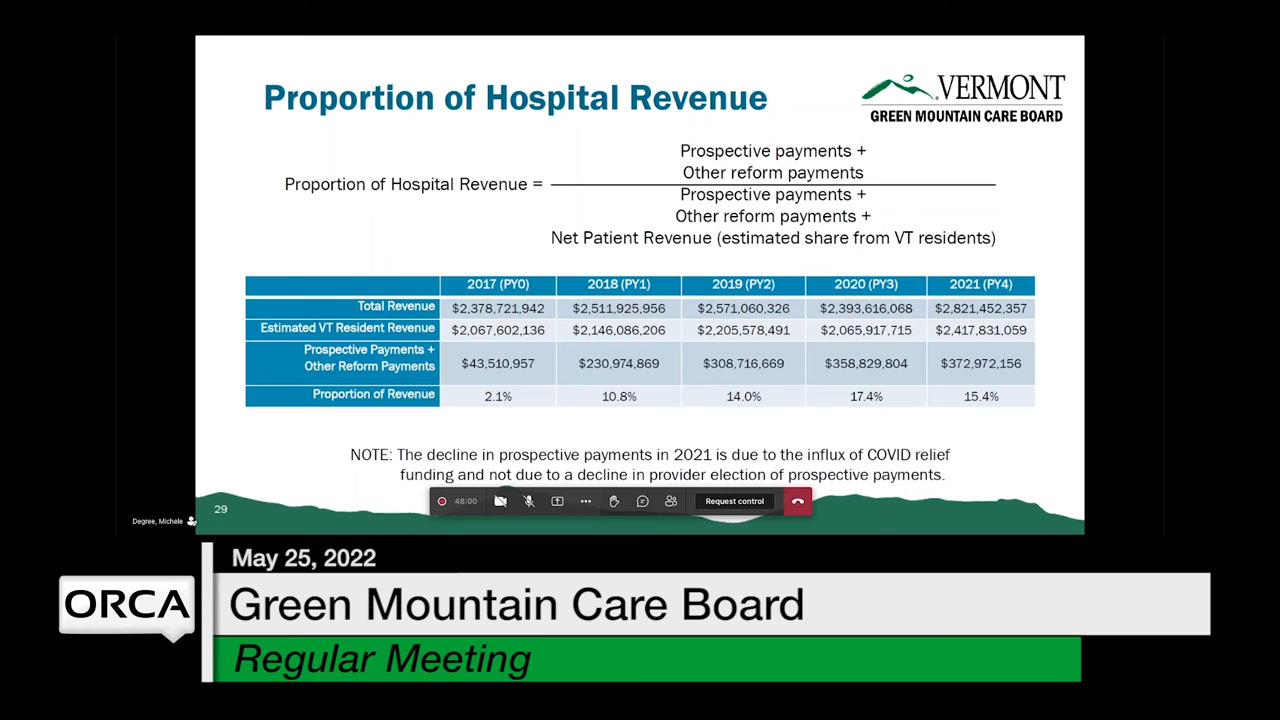 Proportion of Hospital Revenue
VERMONT
GREEN MOUNTAIN CARE BOARD
Proportion of Hospital Revenue =
Prospective payments +
Other reform payments
Prospective payments +
Other reform payments +
Net Patient Revenue (estimated share from VT residents)
2017 (PY0) 2018 (PY1) 2019 (PY2) 2020 (PY3) 2021 (PY4)
Total Revenue $2,378,721,942 $2,511,925,956 $2,571,060,326 $2,393,616,068 $2,821,452,357
Estimated VT Resident Revenue $2,067,602,136 $2,146,086,206 $2,205,578,491 $2,065,917,715 $2,417,831,059
Prospective Payments +
Other Reform Payments $43,510,957 $230,974,869 $308,716,669 $358,829,804 $372,972,156
Proportion of Revenue 2.1% 10.8% 14.0% 17.4% 15.4%
NOTE: The decline in prospective payments in 2021 is due to the influx of COVID relief
funding and not due to a decline in provider election of prospective payments.
48:00 Request control
29
Degree, Michele
May 25, 2022
ORCA
Green Mountain Care Board
Regular Meeting